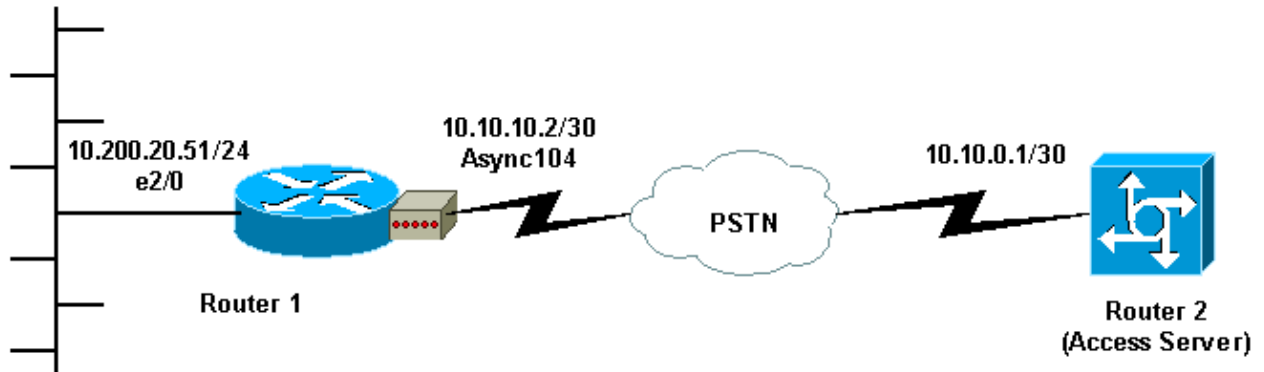 10.200.20.51/24
e2/0
10.10.10.2/30
Async104
10.10.0.1/30
PSTN
Router 1
Router 2
(Access Server)